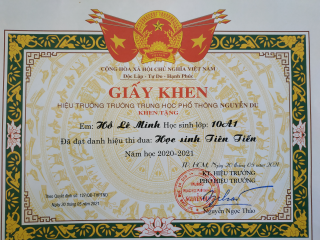 CỘNG HÒA XÃ HỘI CHỦ NGHĨA VIỆT NAM
Độc Lập - Tự Do - Hạnh Phúc
GIẤY KHEN
HIỆU TRƯỞNG TRƯỜNG TRUNG HỌC PHỔ THÔNG NGUYỄN DU
KHEN TẶNG
Em: Hồ Lê Minh Học sinh lớp: 10A1
Đã đạt danh hiệu thi đua: Học sinh Tiên Tiến
Năm học 2020-2021
KT. HIỆU TRƯỞNG
PHÓ HIỆU TRƯỞNG
Nguyễn Ngọc Thảo